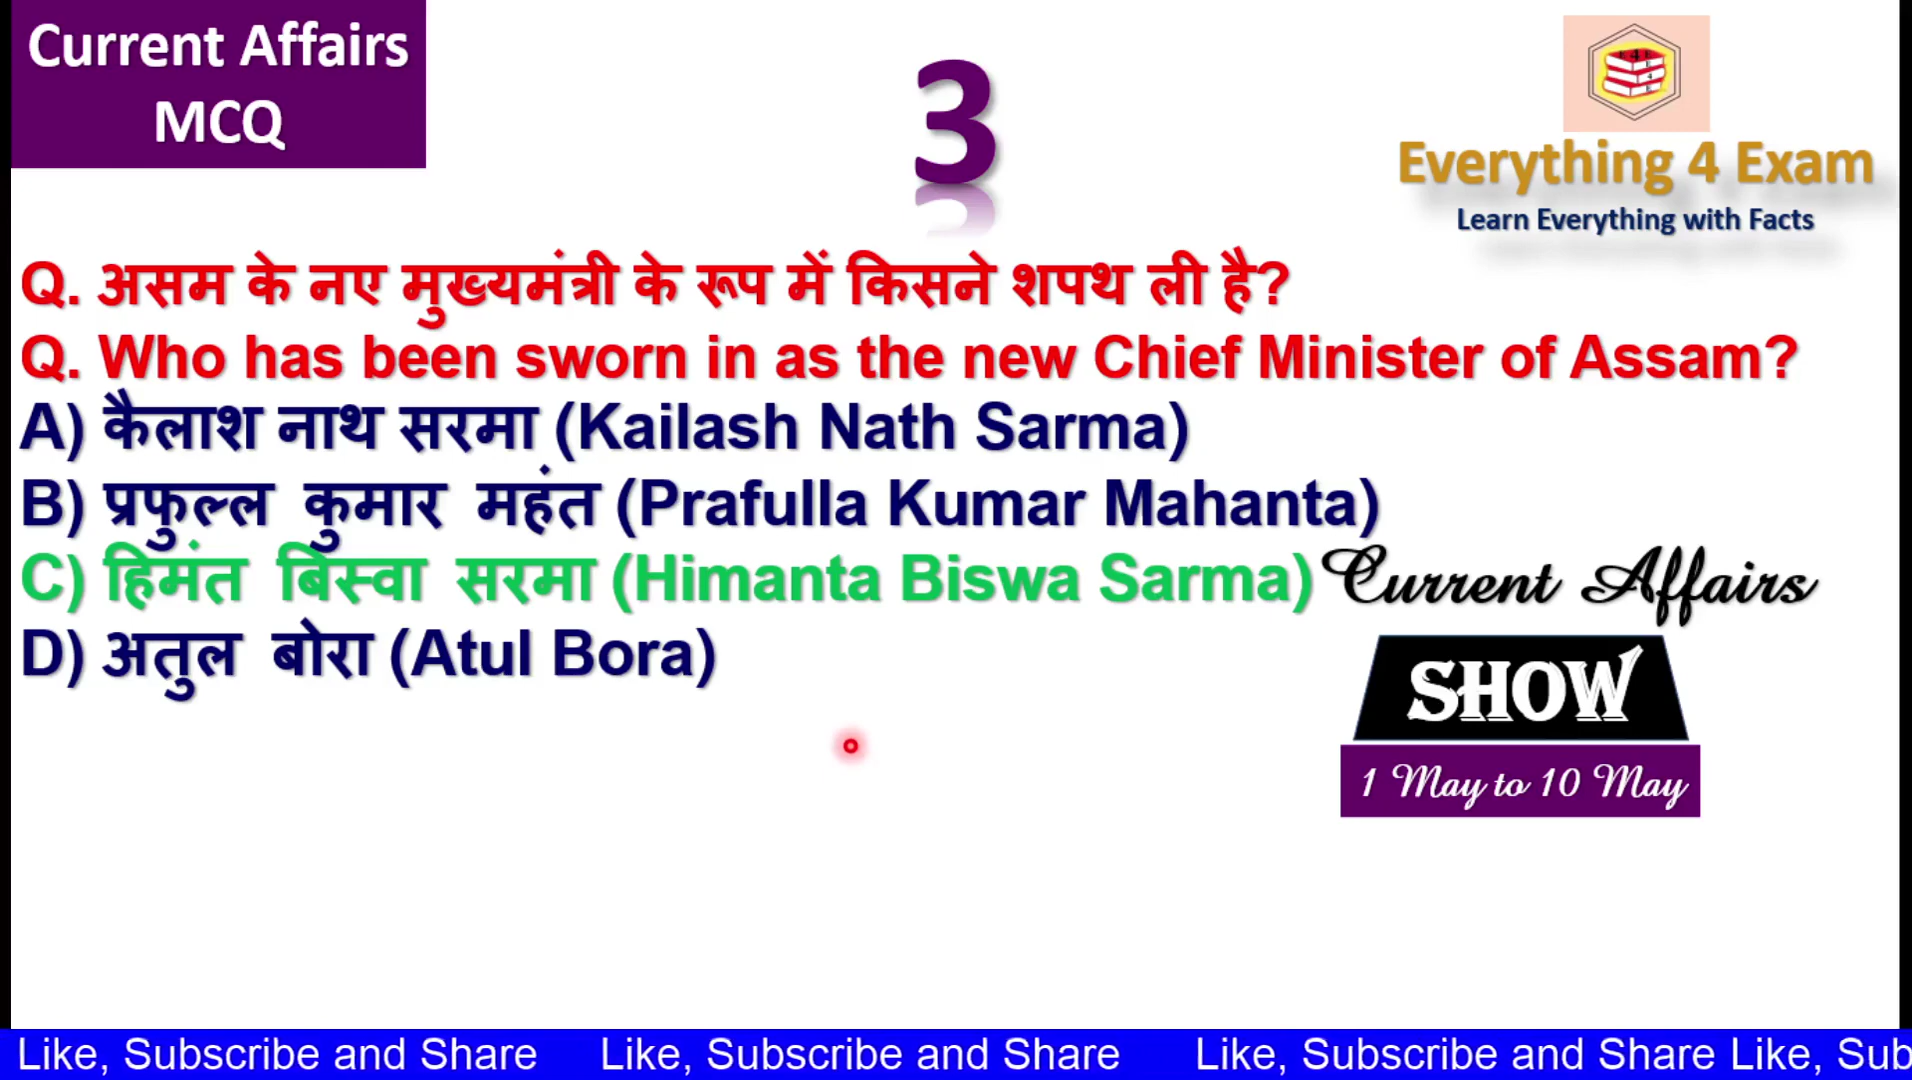 Current Affairs
MCQ
3
Everything 4 Exam
Learn Everything with Facts
Q. असम के नए मुख्यमंत्री के रूप में किसने शपथ ली है?
Q. Who has been sworn in as the new Chief Minister of Assam?
A) कैलाश नाथ सरमा (Kailash Nath Sarma)
B) प्रफुल्ल कुमार महंत (Prafulla Kumar Mahanta)
C) हिमंत बिस्वा सरमा (Himanta Biswa Sarma)
D) अतुल बोरा (Atul Bora)
Current Affairs
SHOW
1 May to 10 May
Like, Subscribe and Share Like, Subscribe and Share Like, Subscribe and Share Like, Sub